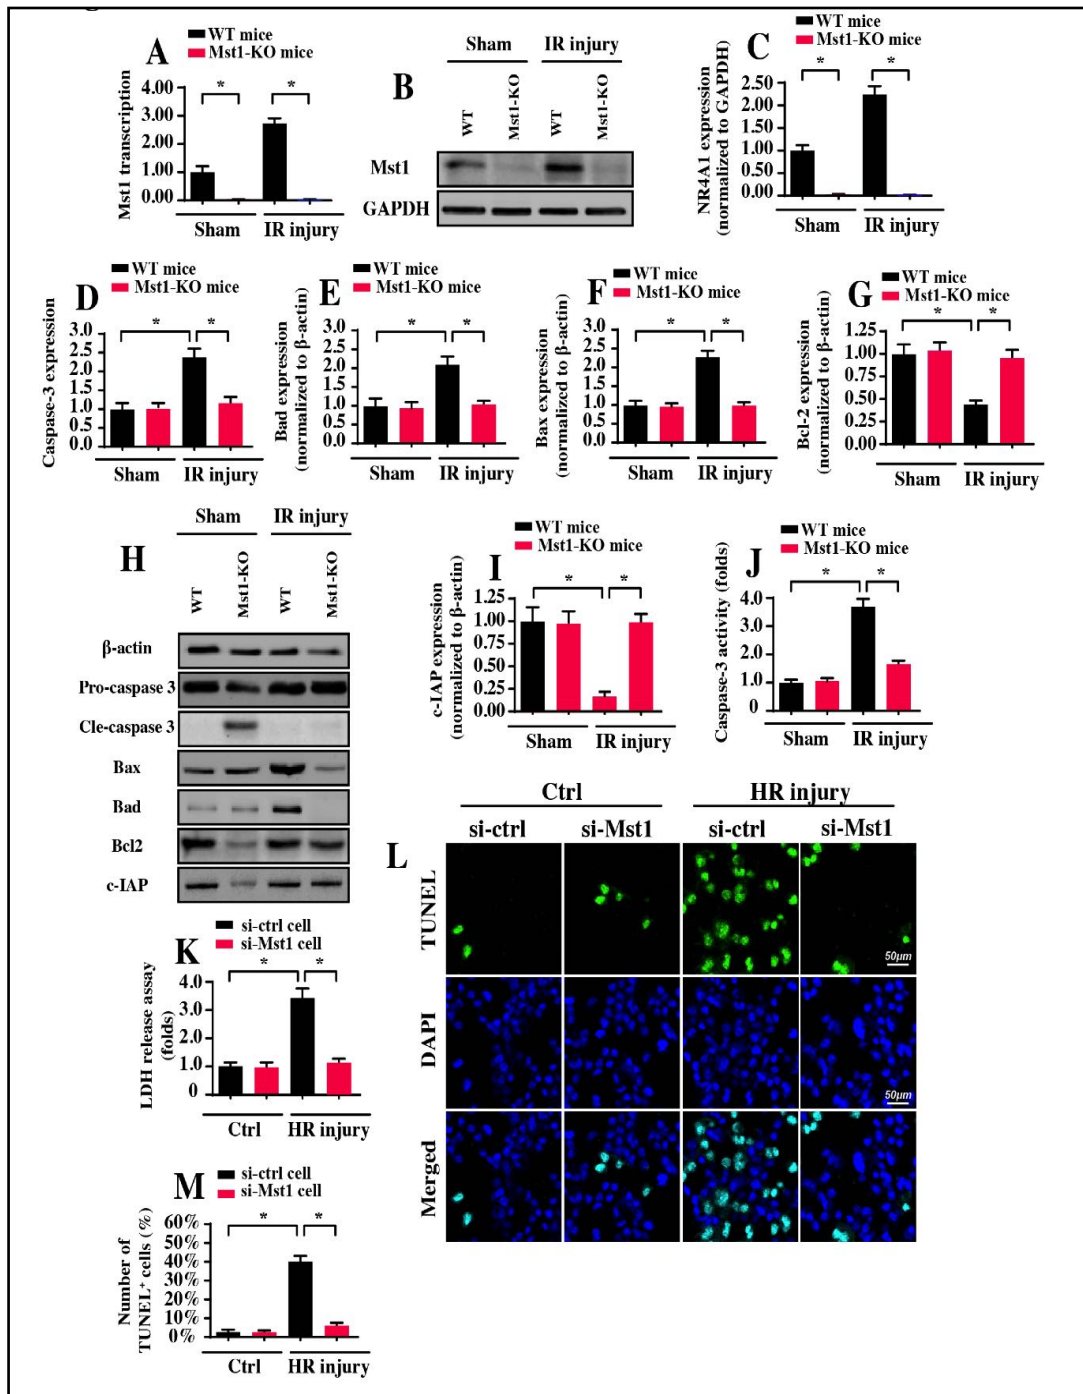 A
WT mice
Mst1-KO mice
Mst1 transcription
4.00
3.00
2.00
1.00
0.00
*
*
Sham
IR injury
B
Sham
IR injury
WT
Mst1-KO
WT
Mst1-KO
Mst1
GAPDH
C
WT mice
Mst1-KO mice
NR4A1 expression
(normalized to GAPDH)
2.50
2.00
1.50
1.00
0.50
0.00
*
*
Sham
IR injury
D
WT mice
Mst1-KO mice
Caspase-3 expression
3.0
2.5
2.0
1.5
1.0
0.5
0.0
*
*
Sham
IR injury
E
WT mice
Mst1-KO mice
Bad expression
(normalized to β-actin)
3.0
2.5
2.0
1.5
1.0
0.5
0.0
*
*
Sham
IR injury
F
WT mice
Mst1-KO mice
Bax expression
(normalized to β-actin)
3.0
2.5
2.0
1.5
1.0
0.5
0.0
*
*
Sham
IR injury
G
WT mice
Mst1-KO mice
Bcl-2 expression
(normalized to β-actin)
1.25
1.00
0.75
0.50
0.25
0.00
*
*
Sham
IR injury
H
Sham
IR injury
WT
Mst1-KO
WT
Mst1-KO
β-actin
Pro-caspase 3
Cle-caspase 3
Bax
Bad
Bcl2
c-IAP
I
WT mice
Mst1-KO mice
c-IAP expression
(normalized to β-actin)
1.25
1.00
0.75
0.50
0.25
0.00
*
*
Sham
IR injury
J
WT mice
Mst1-KO mice
Caspase-3 activity (folds)
4.0
3.0
2.0
1.0
0
*
*
Sham
IR injury
K
si-ctrl cell
si-Mst1 cell
LDH release assay
(folds)
4.0
3.0
2.0
1.0
0
*
*
Ctrl
HR injury
L
Ctrl
HR injury
si-ctrl
si-Mst1
si-ctrl
si-Mst1
TUNEL
50μm
DAPI
50μm
Merged
M
si-ctrl cell
si-Mst1 cell
Number of
TUNEL⁺ cells (%)
60%
50%
40%
30%
20%
10%
0%
*
*
Ctrl
HR injury